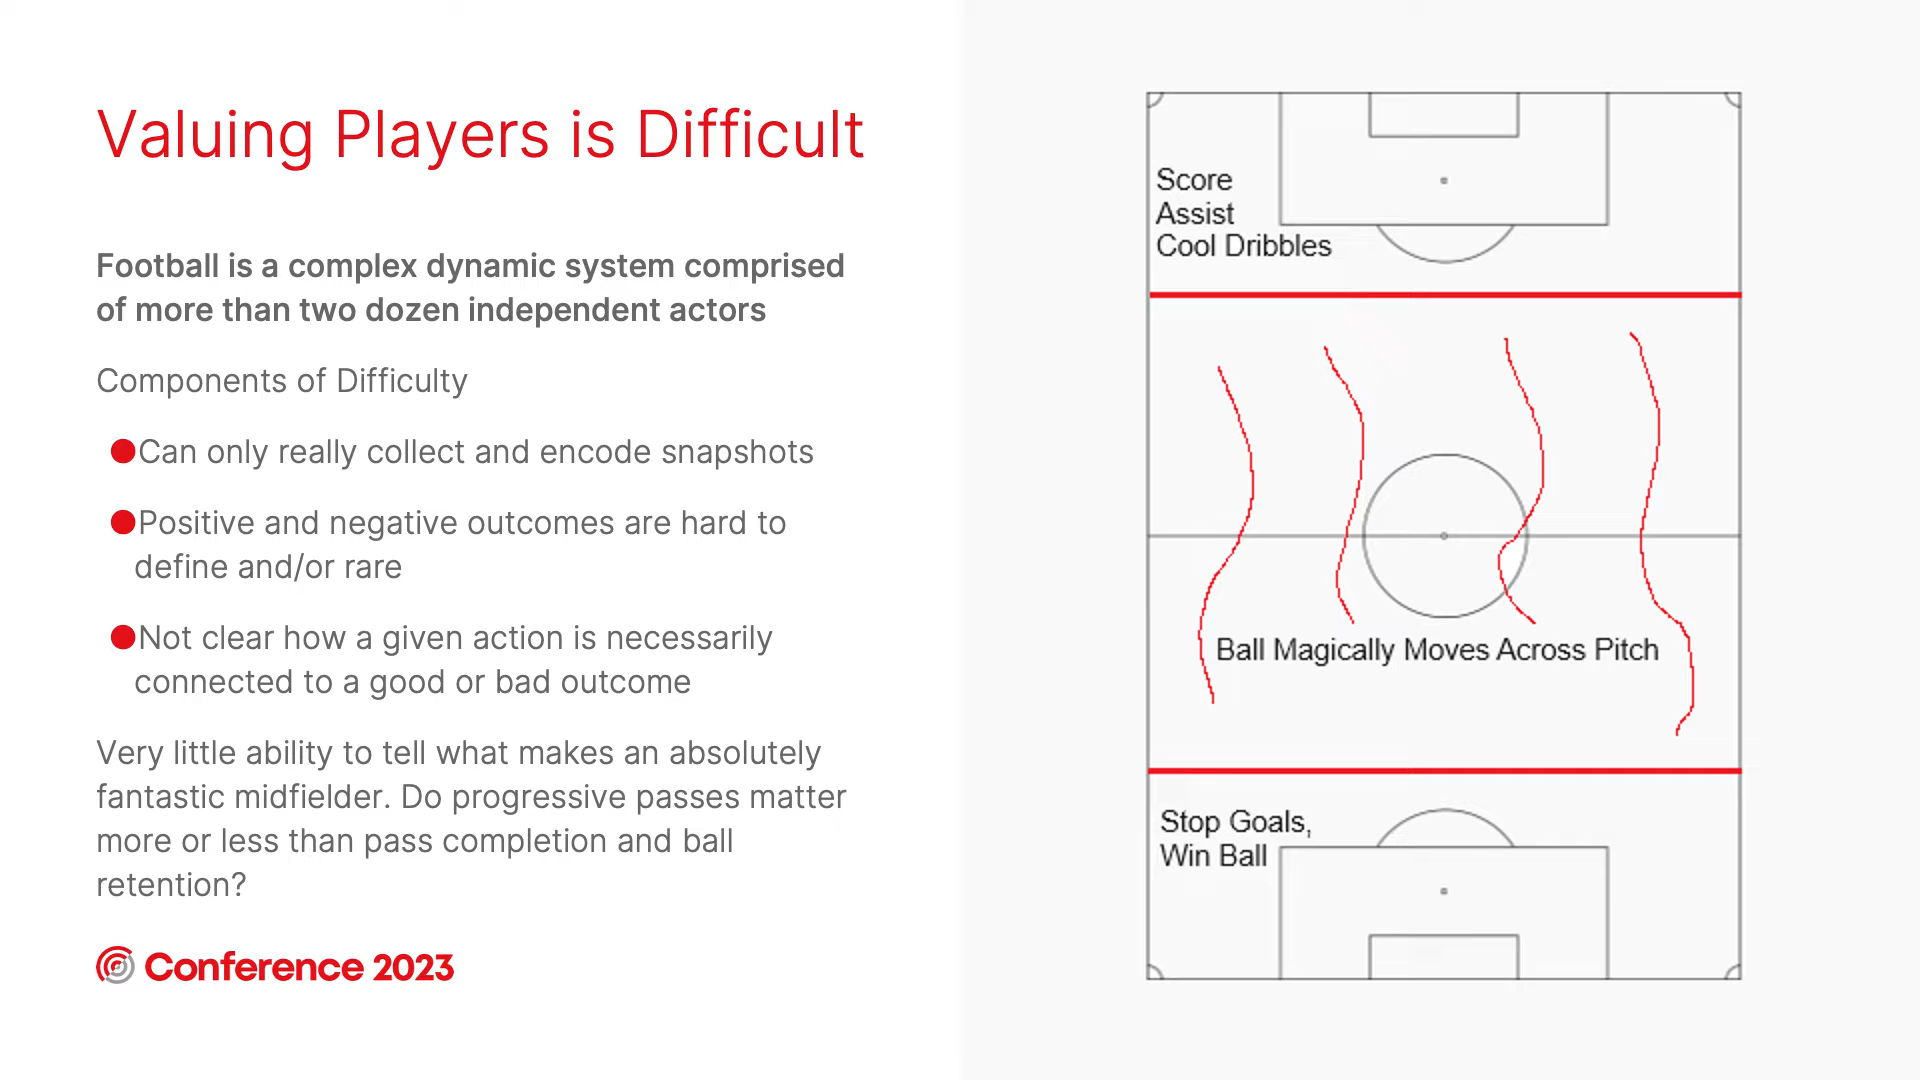 Valuing Players is Difficult
Football is a complex dynamic system comprised
of more than two dozen independent actors
Components of Difficulty
●Can only really collect and encode snapshots
●Positive and negative outcomes are hard to
define and/or rare
●Not clear how a given action is necessarily
connected to a good or bad outcome
Very little ability to tell what makes an absolutely
fantastic midfielder. Do progressive passes matter
more or less than pass completion and ball
retention?
Conference 2023
Score
Assist
Cool Dribbles
Ball Magically Moves Across Pitch
Stop Goals,
Win Ball